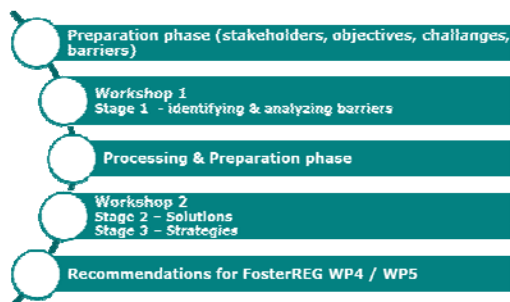 Preparation phase (stakeholders, objectives, challanges,
barriers)
Workshop 1
Stage 1 - identifying & analyzing barriers
Processing & Preparation phase
Workshop 2
Stage 2 – Solutions
Stage 3 – Strategies
Recommendations for FosterREG WP4 / WP5